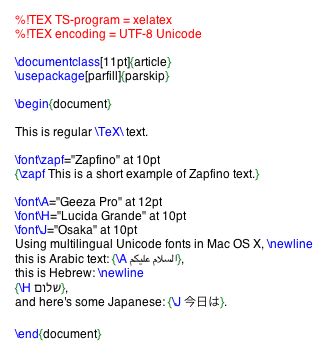 %!TEX TS-program = xelatex
%!TEX encoding = UTF-8 Unicode
\documentclass[11pt]{article}
\usepackage[parfill]{parskip}
\begin{document}
This is regular \TeX\ text.
\font\zapf="Zapfino" at 10pt
{\zapf This is a short example of Zapfino text.}
\font\A="Geeza Pro" at 12pt
\font\H="Lucida Grande" at 10pt
\font\J="Osaka" at 10pt
Using multilingual Unicode fonts in Mac OS X, \newline
this is Arabic text: {\A السلام عليكم},
this is Hebrew: \newline
{\H שלום},
and here's some Japanese: {\J 今日は}.
\end{document}